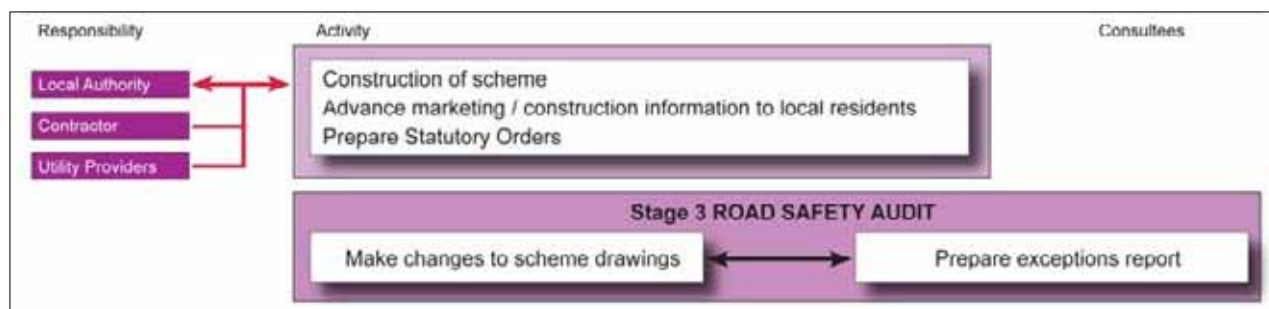 Responsibility
Activity
Consultees
Local Authority
Contractor
Utility Providers
Construction of scheme
Advance marketing / construction information to local residents
Prepare Statutory Orders
Stage 3 ROAD SAFETY AUDIT
Make changes to scheme drawings
Prepare exceptions report